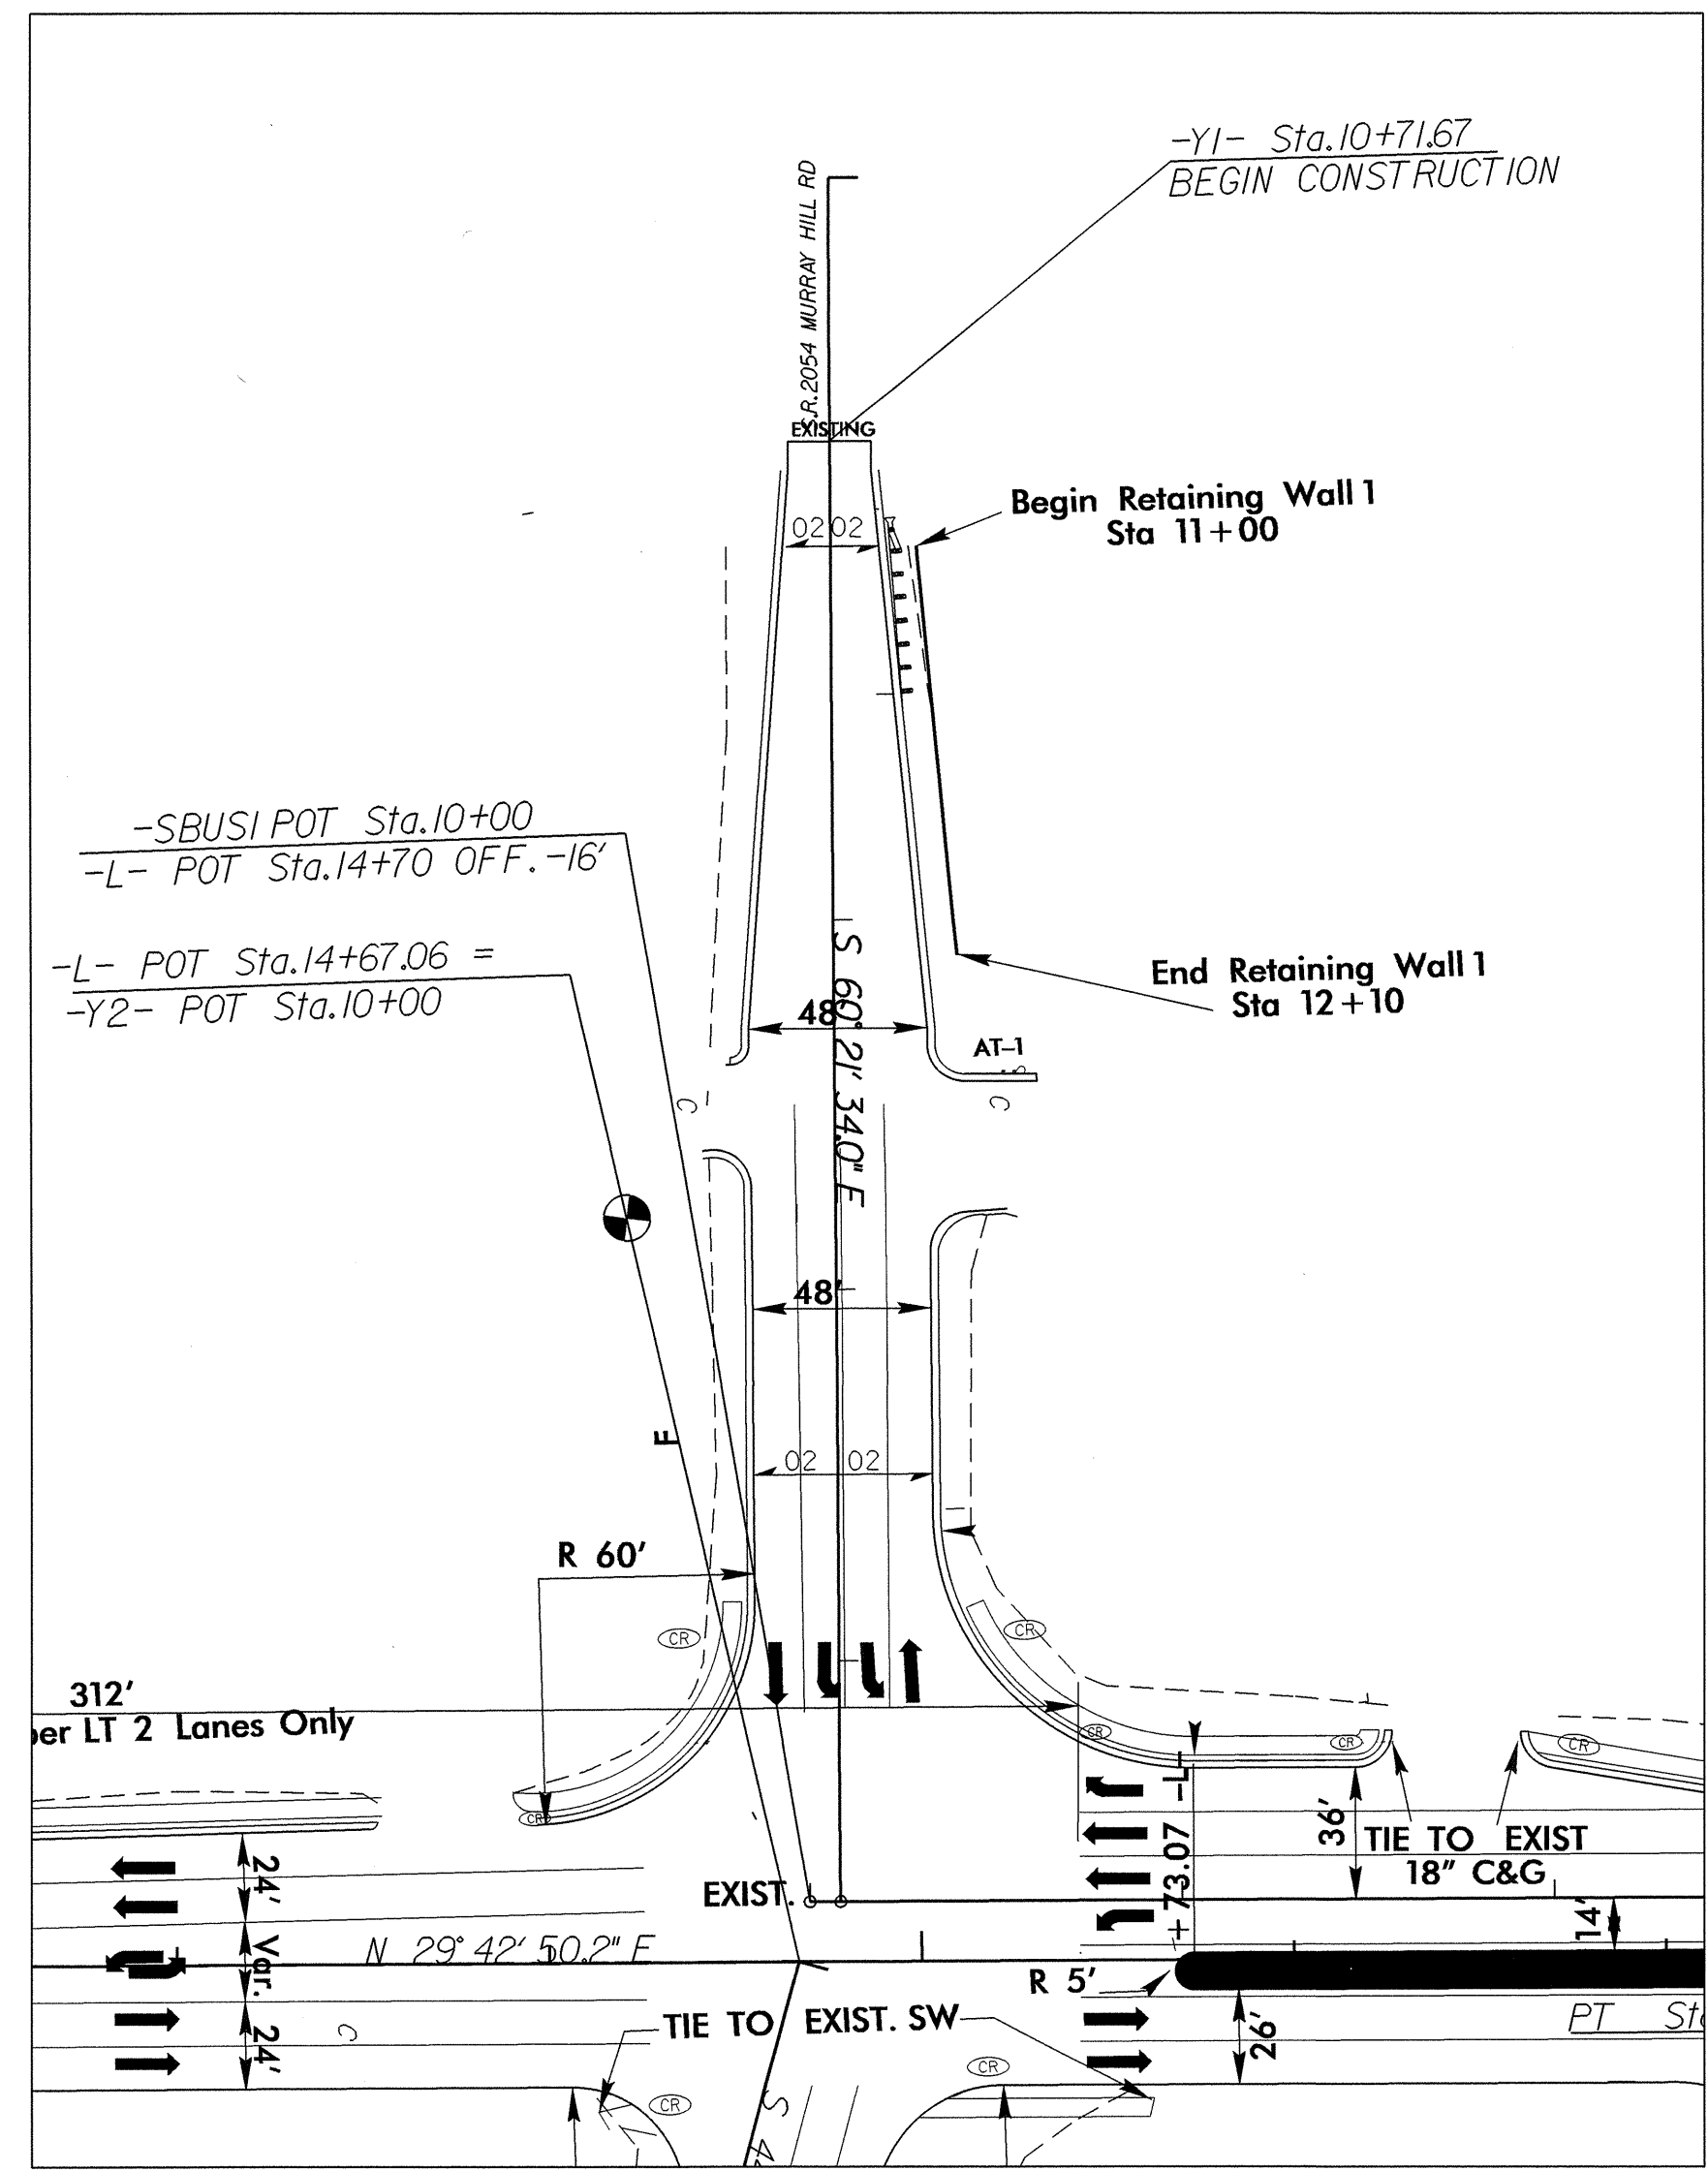 -Y1- Sta.10+71.67
BEGIN CONSTRUCTION
S.R.2054 MURRAY HILL RD
EXISTING
Begin Retaining Wall 1
Sta 11+00
02 02
-SBUS1 POT Sta.10+00
-L- POT Sta.14+70 OFF. -16'
-L- POT Sta.14+67.06 =
-Y2- POT Sta.10+00
S 60° 21' 34.0" E
End Retaining Wall 1
Sta 12+10
48'
AT-1
C
C
48'
F
02 02
R 60'
CR
CR
312'
LT 2 Lanes Only
CR
CR
CR
CR
-L-
+73.07
36'
TIE TO EXIST
18" C&G
24'
EXIST.
14'
N 29° 42' 50.2" E
Var.
R 5'
PT
TIE TO EXIST. SW
24'
C
26'
CR
CR
S